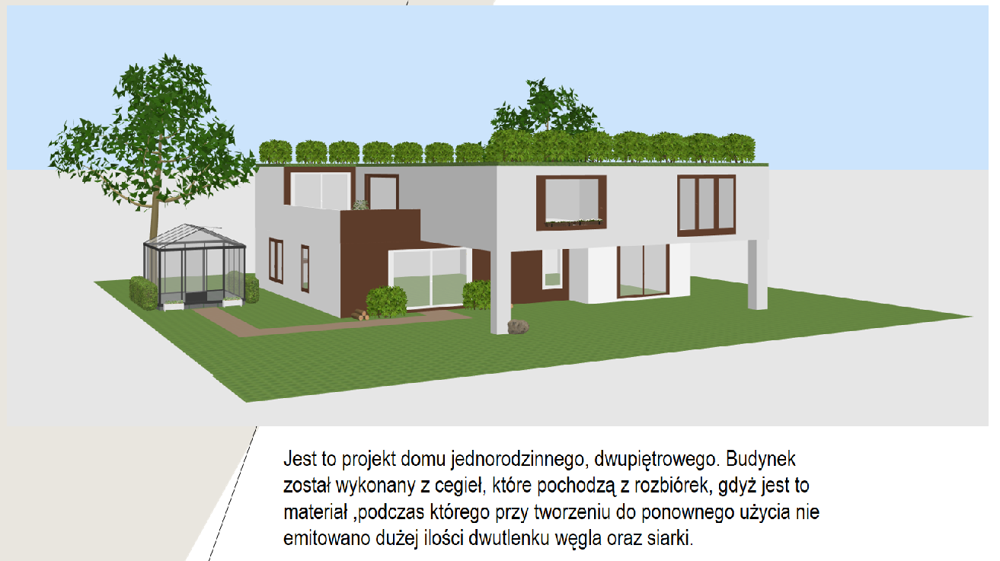 Jest to projekt domu jednorodzinnego, dwupiętrowego. Budynek
został wykonany z cegieł, które pochodzą z rozbiórek, gdyż jest to
materiał ,podczas którego przy tworzeniu do ponownego użycia nie
emitowano dużej ilości dwutlenku węgla oraz siarki.